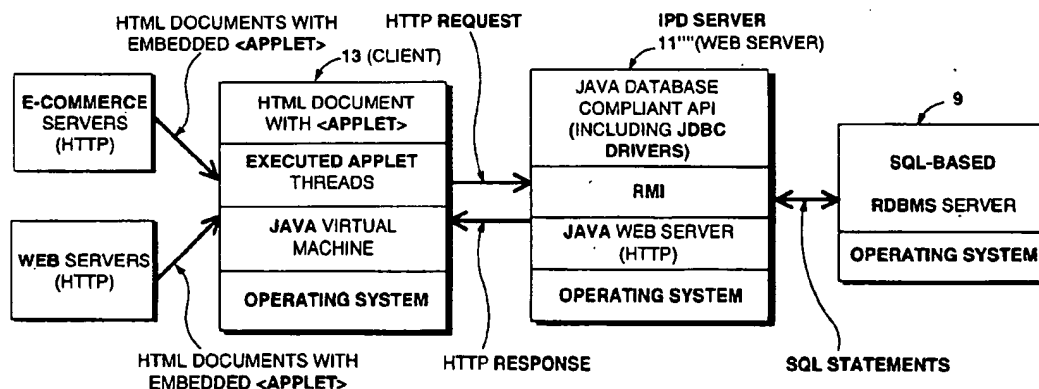 HTML DOCUMENTS WITH
EMBEDDED <APPLET>
HTTP REQUEST
IPD SERVER
11"" (WEB SERVER)
13 (CLIENT)
9
E-COMMERCE
SERVERS
(HTTP)
HTML DOCUMENT
WITH <APPLET>
EXECUTED APPLET
THREADS
JAVA VIRTUAL
MACHINE
OPERATING SYSTEM
JAVA DATABASE
COMPLIANT API
(INCLUDING JDBC
DRIVERS)
RMI
JAVA WEB SERVER
(HTTP)
OPERATING SYSTEM
SQL-BASED
RDBMS SERVER
OPERATING SYSTEM
WEB SERVERS
(HTTP)
HTML DOCUMENTS WITH
EMBEDDED <APPLET>
HTTP RESPONSE
SQL STATEMENTS